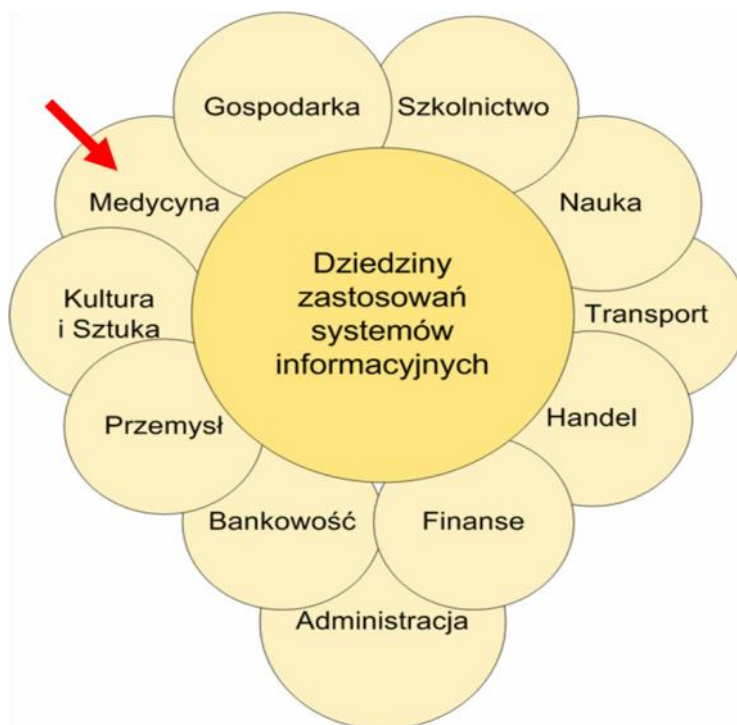 Gospodarka
Szkolnictwo
Medycyna
Nauka
Dziedziny
zastosowań
systemów
informacyjnych
Kultura
i Sztuka
Transport
Przemysł
Handel
Bankowość
Finanse
Administracja